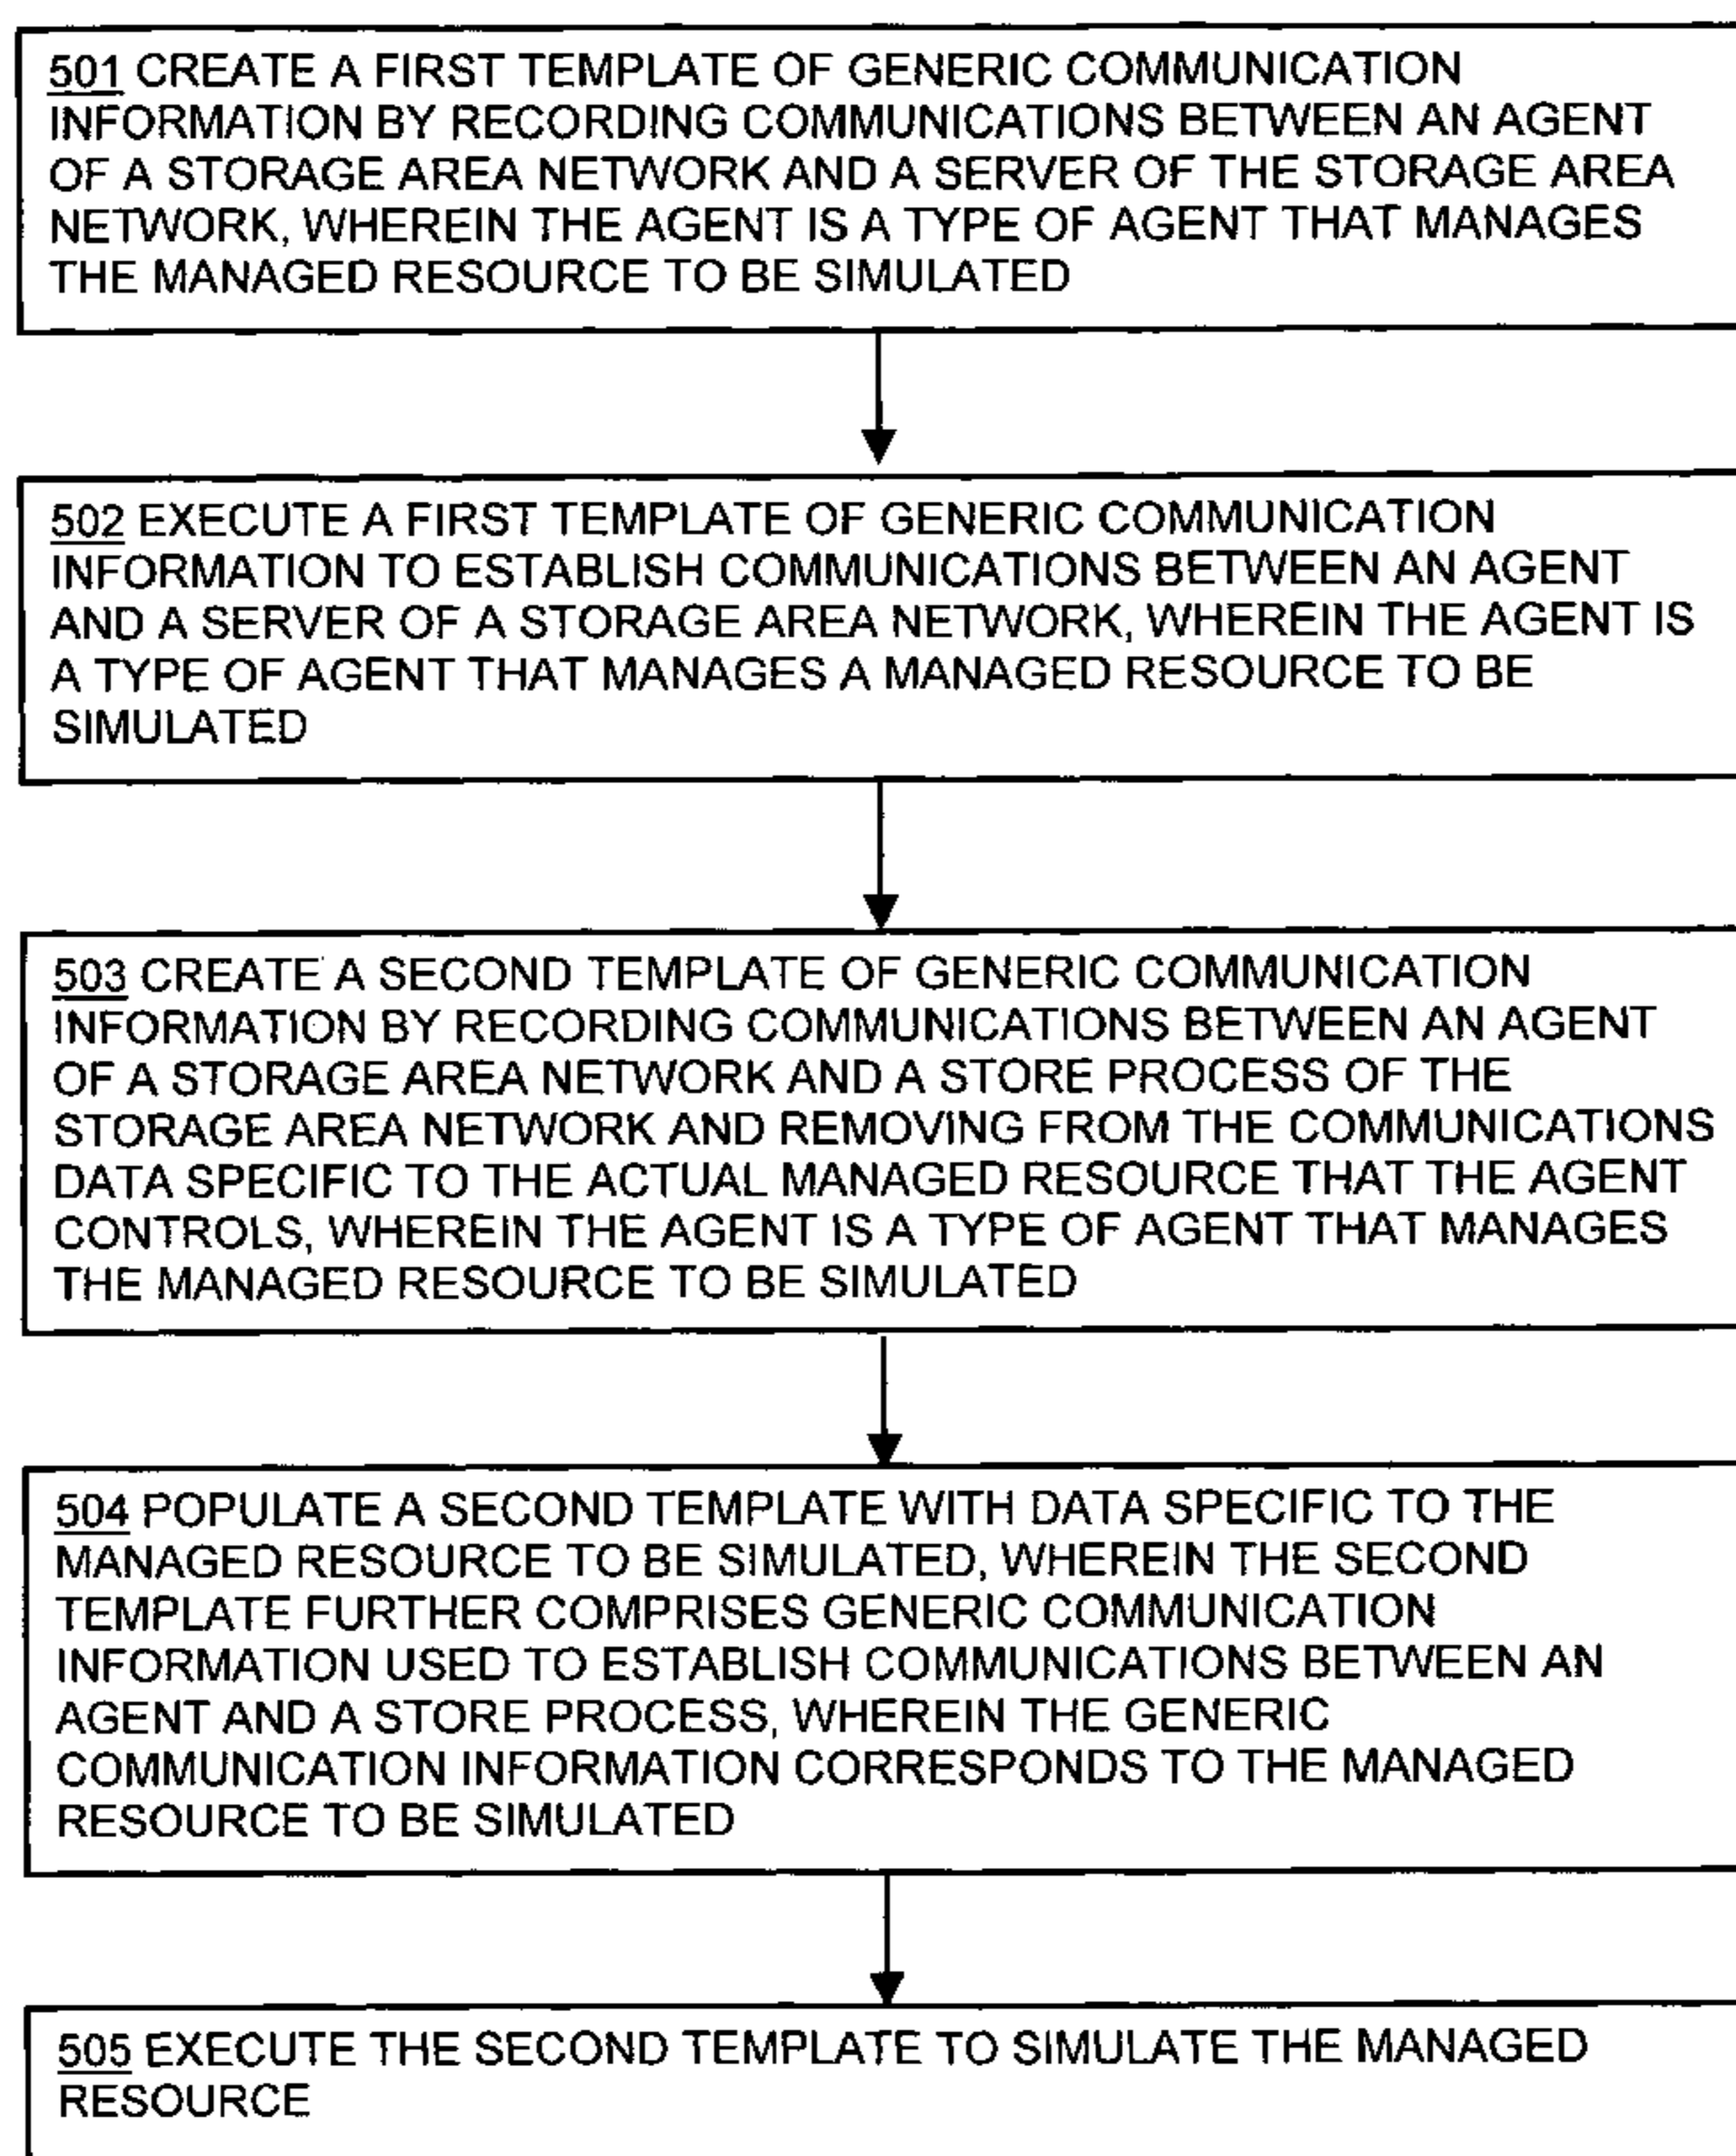 501 CREATE A FIRST TEMPLATE OF GENERIC COMMUNICATION
INFORMATION BY RECORDING COMMUNICATIONS BETWEEN AN AGENT
OF A STORAGE AREA NETWORK AND A SERVER OF THE STORAGE AREA
NETWORK, WHEREIN THE AGENT IS A TYPE OF AGENT THAT MANAGES
THE MANAGED RESOURCE TO BE SIMULATED
502 EXECUTE A FIRST TEMPLATE OF GENERIC COMMUNICATION
INFORMATION TO ESTABLISH COMMUNICATIONS BETWEEN AN AGENT
AND A SERVER OF A STORAGE AREA NETWORK, WHEREIN THE AGENT IS
A TYPE OF AGENT THAT MANAGES A MANAGED RESOURCE TO BE
SIMULATED
503 CREATE A SECOND TEMPLATE OF GENERIC COMMUNICATION
INFORMATION BY RECORDING COMMUNICATIONS BETWEEN AN AGENT
OF A STORAGE AREA NETWORK AND A STORE PROCESS OF THE
STORAGE AREA NETWORK AND REMOVING FROM THE COMMUNICATIONS
DATA SPECIFIC TO THE ACTUAL MANAGED RESOURCE THAT THE AGENT
CONTROLS, WHEREIN THE AGENT IS A TYPE OF AGENT THAT MANAGES
THE MANAGED RESOURCE TO BE SIMULATED
504 POPULATE A SECOND TEMPLATE WITH DATA SPECIFIC TO THE
MANAGED RESOURCE TO BE SIMULATED, WHEREIN THE SECOND
TEMPLATE FURTHER COMPRISES GENERIC COMMUNICATION
INFORMATION USED TO ESTABLISH COMMUNICATIONS BETWEEN AN
AGENT AND A STORE PROCESS, WHEREIN THE GENERIC
COMMUNICATION INFORMATION CORRESPONDS TO THE MANAGED
RESOURCE TO BE SIMULATED
505 EXECUTE THE SECOND TEMPLATE TO SIMULATE THE MANAGED
RESOURCE